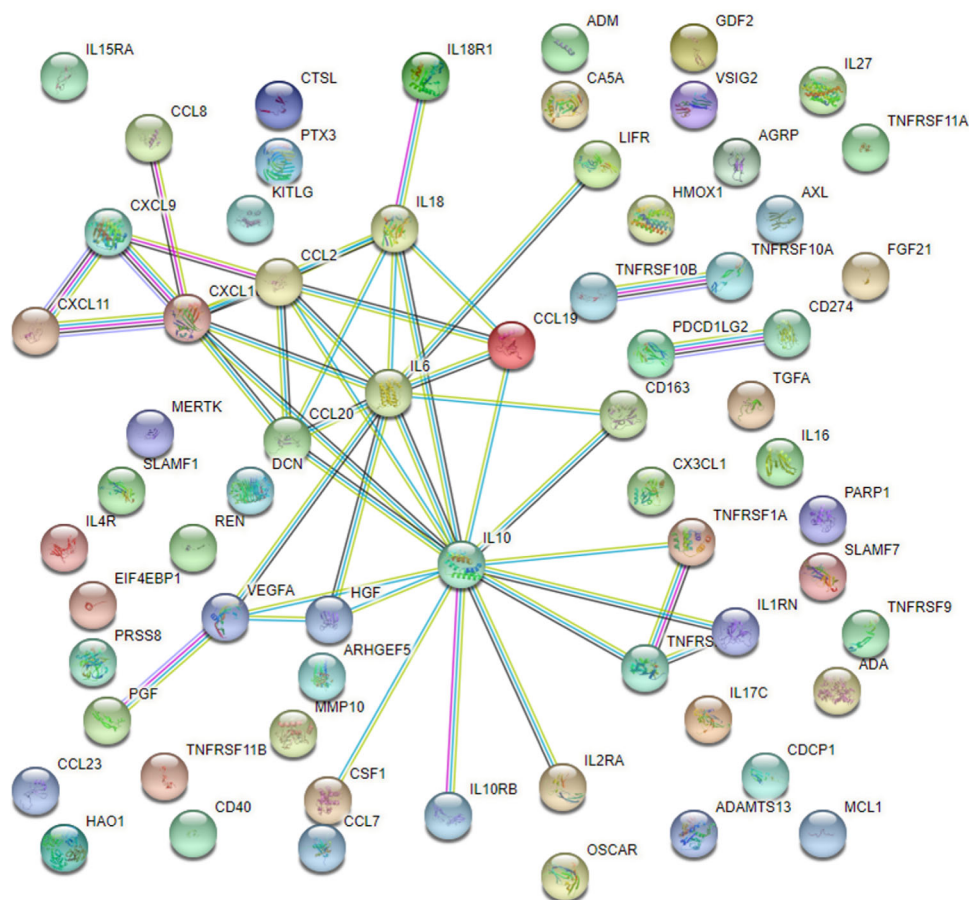 ADM
GDF2
IL15RA
IL18R1
IL27
CTSL
CA5A
VSIG2
CCL8
TNFRSF11A
PTX3
LIFR
AGRP
KITLG
IL18
HMOX1
AXL
CXCL9
CCL2
TNFRSF10A
FGF21
TNFRSF10B
CXCL11
CXCL1
CCL19
CD274
PDCD1LG2
IL6
CD163
TGFA
MERTK
CCL20
SLAMF1
DCN
IL16
CX3CL1
IL4R
REN
IL10
PARP1
TNFRSF1A
EIF4EBP1
SLAMF7
VEGFA
HGF
IL1RN
PRSS8
ARHGEF5
TNFRS
TNFRSF9
ADA
PGF
MMP10
IL17C
TNFRSF11B
CCL23
CSF1
IL10RB
IL2RA
CDCP1
HAO1
CD40
CCL7
ADAMTS13
MCL1
OSCAR